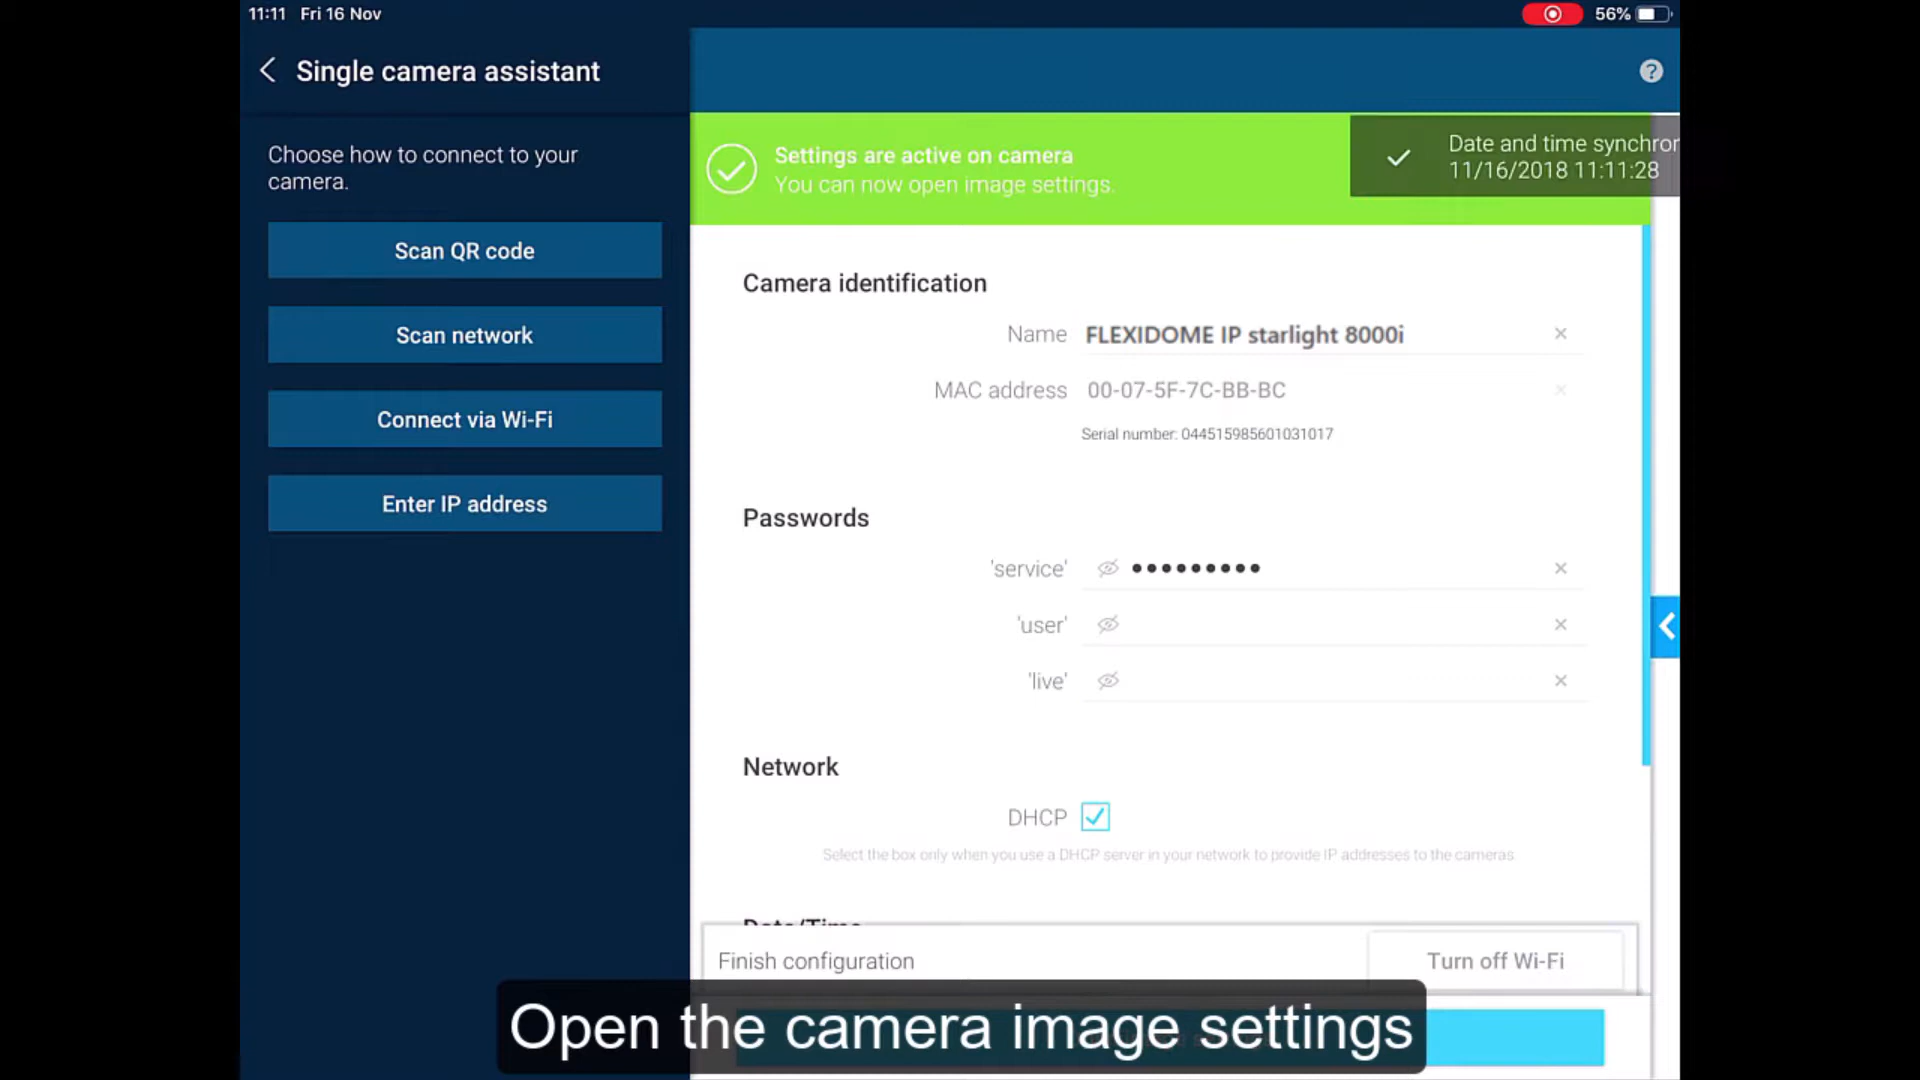 11:11 Fri 16 Nov
56%
Single camera assistant
?
Choose how to connect to your
camera.
Scan QR code
Scan network
Connect via Wi-Fi
Enter IP address
Settings are active on camera
You can now open image settings.
Date and time synchror
11/16/2018 11:11:28
Camera identification
Name FLEXIDOME IP starlight 8000i
MAC address 00-07-5F-7C-BB-BC
Serial number: 044515985601031017
Passwords
'service' •••••••••
'user'
'live'
Network
DHCP
Select the box only when you use a DHCP server in your network to provide IP addresses to the cameras
Date/Time
Finish configuration
Turn off Wi-Fi
Open the camera image settings